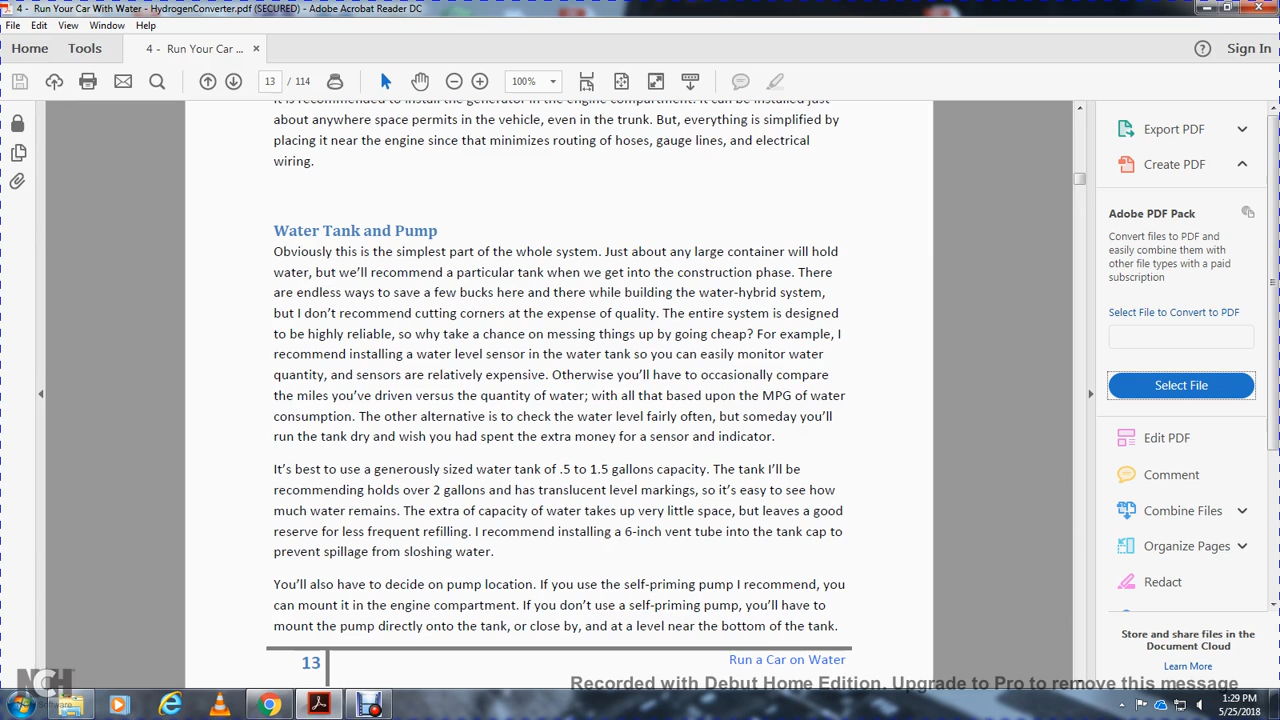 4 - Run Your Car With Water - HydrogenConverter.pdf (SECURED) - Adobe Acrobat Reader DC
File Edit View Window Help
Home Tools 4 - Run Your Car ... × Sign In
13 / 114 100%
It is recommended to install the generator in the engine compartment. It can be installed just
about anywhere space permits in the vehicle, even in the trunk. But, everything is simplified by
placing it near the engine since that minimizes routing of hoses, gauge lines, and electrical
wiring.
Water Tank and Pump
Obviously this is the simplest part of the whole system. Just about any large container will hold
water, but we'll recommend a particular tank when we get into the construction phase. There
are endless ways to save a few bucks here and there while building the water-hybrid system,
but I don't recommend cutting corners at the expense of quality. The entire system is designed
to be highly reliable, so why take a chance on messing things up by going cheap? For example, I
recommend installing a water level sensor in the water tank so you can easily monitor water
quantity, and sensors are relatively expensive. Otherwise you'll have to occasionally compare
the miles you've driven versus the quantity of water; with all that based upon the MPG of water
consumption. The other alternative is to check the water level fairly often, but someday you'll
run the tank dry and wish you had spent the extra money for a sensor and indicator.
It's best to use a generously sized water tank of .5 to 1.5 gallons capacity. The tank I'll be
recommending holds over 2 gallons and has translucent level markings, so it's easy to see how
much water remains. The extra of capacity of water takes up very little space, but leaves a good
reserve for less frequent refilling. I recommend installing a 6-inch vent tube into the tank cap to
prevent spillage from sloshing water.
You'll also have to decide on pump location. If you use the self-priming pump I recommend, you
can mount it in the engine compartment. If you don't use a self-priming pump, you'll have to
mount the pump directly onto the tank, or close by, and at a level near the bottom of the tank.
13 Run a Car on Water
Export PDF
Create PDF
Adobe PDF Pack
Convert files to PDF and
easily combine them with
other file types with a paid
subscription
Select File to Convert to PDF
Select File
Edit PDF
Comment
Combine Files
Organize Pages
Redact
Store and share files in the
Document Cloud
Learn More
NCH Software
Recorded with Debut Home Edition. Upgrade to Pro to remove this message
1:29 PM
5/25/2018